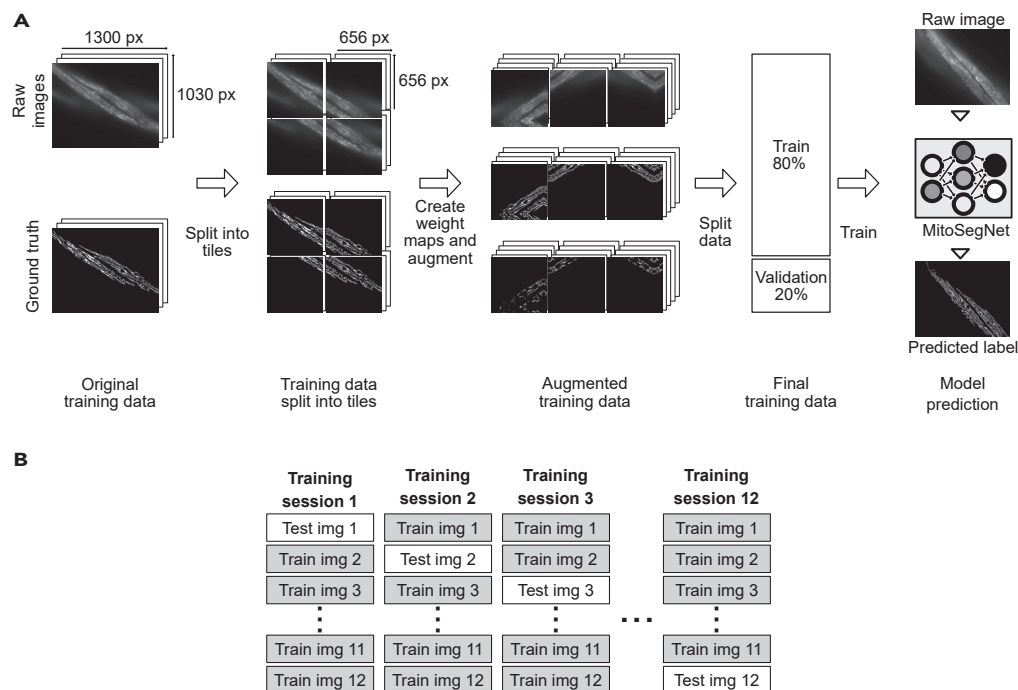 A
1300 px
1030 px
Raw
images
Ground truth
Original
training data
Split into
tiles
656 px
656 px
Training data
split into tiles
Create
weight
maps and
augment
Augmented
training data
Split
data
Train
80%
Validation
20%
Final
training data
Train
Raw image
MitoSegNet
Predicted label
Model
prediction
B
Training
session 1
Test img 1
Train img 2
Train img 3
Train img 11
Train img 12
Training
session 2
Train img 1
Test img 2
Train img 3
Train img 11
Train img 12
Training
session 3
Train img 1
Train img 2
Test img 3
Train img 11
Train img 12
...
Training
session 12
Train img 1
Train img 2
Train img 3
Train img 11
Test img 12